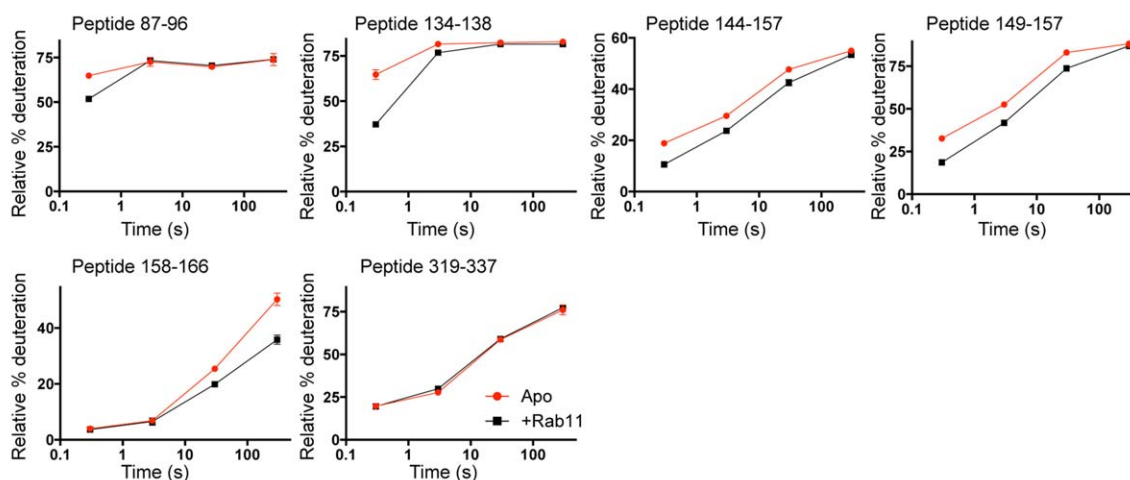 Peptide 87-96
Relative % deuteration
75
50
25
0
0.1 1 10 100
Time (s)
Peptide 134-138
Relative % deuteration
75
50
25
0
0.1 1 10 100
Time (s)
Peptide 144-157
Relative % deuteration
60
40
20
0
0.1 1 10 100
Time (s)
Peptide 149-157
Relative % deuteration
75
50
25
0
0.1 1 10 100
Time (s)
Peptide 158-166
Relative % deuteration
40
20
0
0.1 1 10 100
Time (s)
Peptide 319-337
Relative % deuteration
75
50
25
0
0.1 1 10 100
Time (s)
Apo
+Rab11